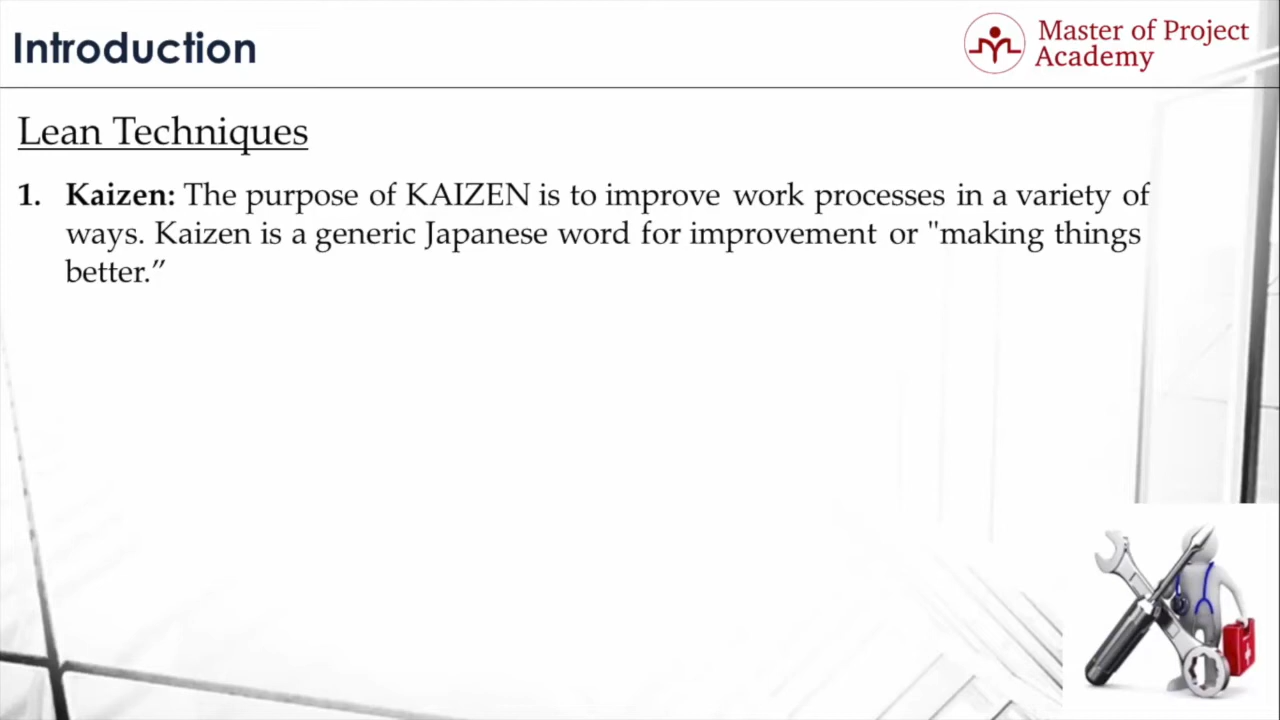 Introduction
Master of Project
Academy
Lean Techniques
1. Kaizen: The purpose of KAIZEN is to improve work processes in a variety of
ways. Kaizen is a generic Japanese word for improvement or "making things
better.”